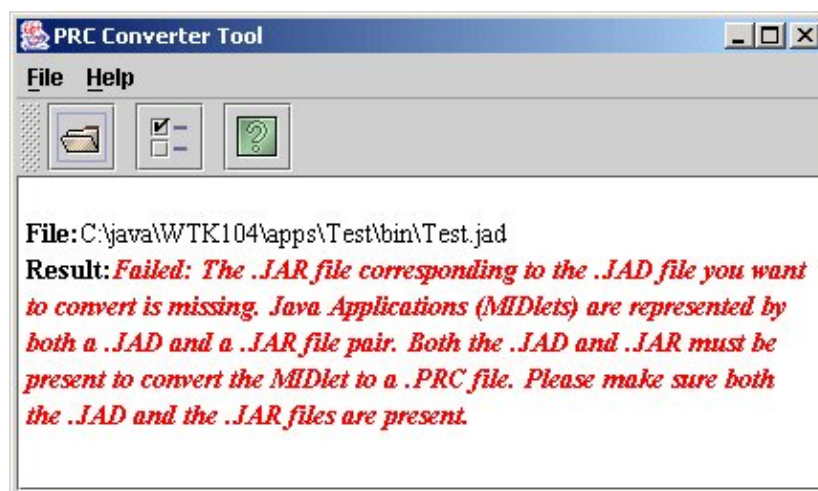 PRC Converter Tool
File Help
File:C:\java\WTK104\apps\Test\bin\Test.jad
Result:Failed: The .JAR file corresponding to the .JAD file you want
to convert is missing. Java Applications (MIDlets) are represented by
both a .JAD and a .JAR file pair. Both the .JAD and .JAR must be
present to convert the MIDlet to a .PRC file. Please make sure both
the .JAD and the .JAR files are present.